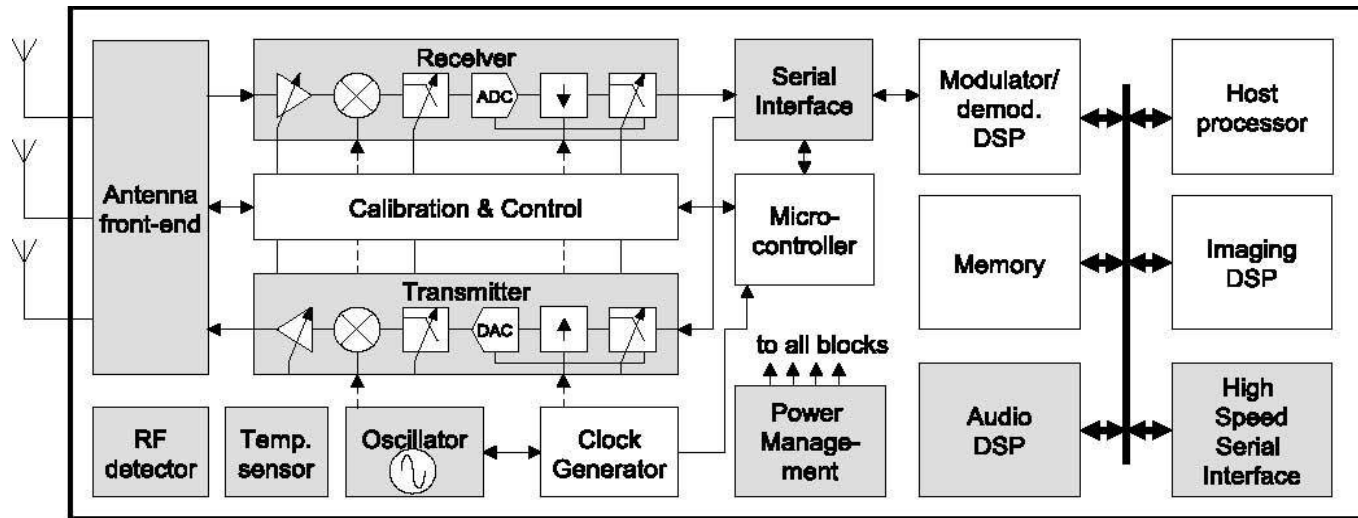 Receiver
ADC
Serial
Interface
Modulator/
demod.
DSP
Host
processor
Antenna
front-end
Calibration & Control
Micro-
controller
Memory
Imaging
DSP
Transmitter
DAC
to all blocks
RF
detector
Temp.
sensor
Oscillator
Clock
Generator
Power
Manage-
ment
Audio
DSP
High
Speed
Serial
Interface